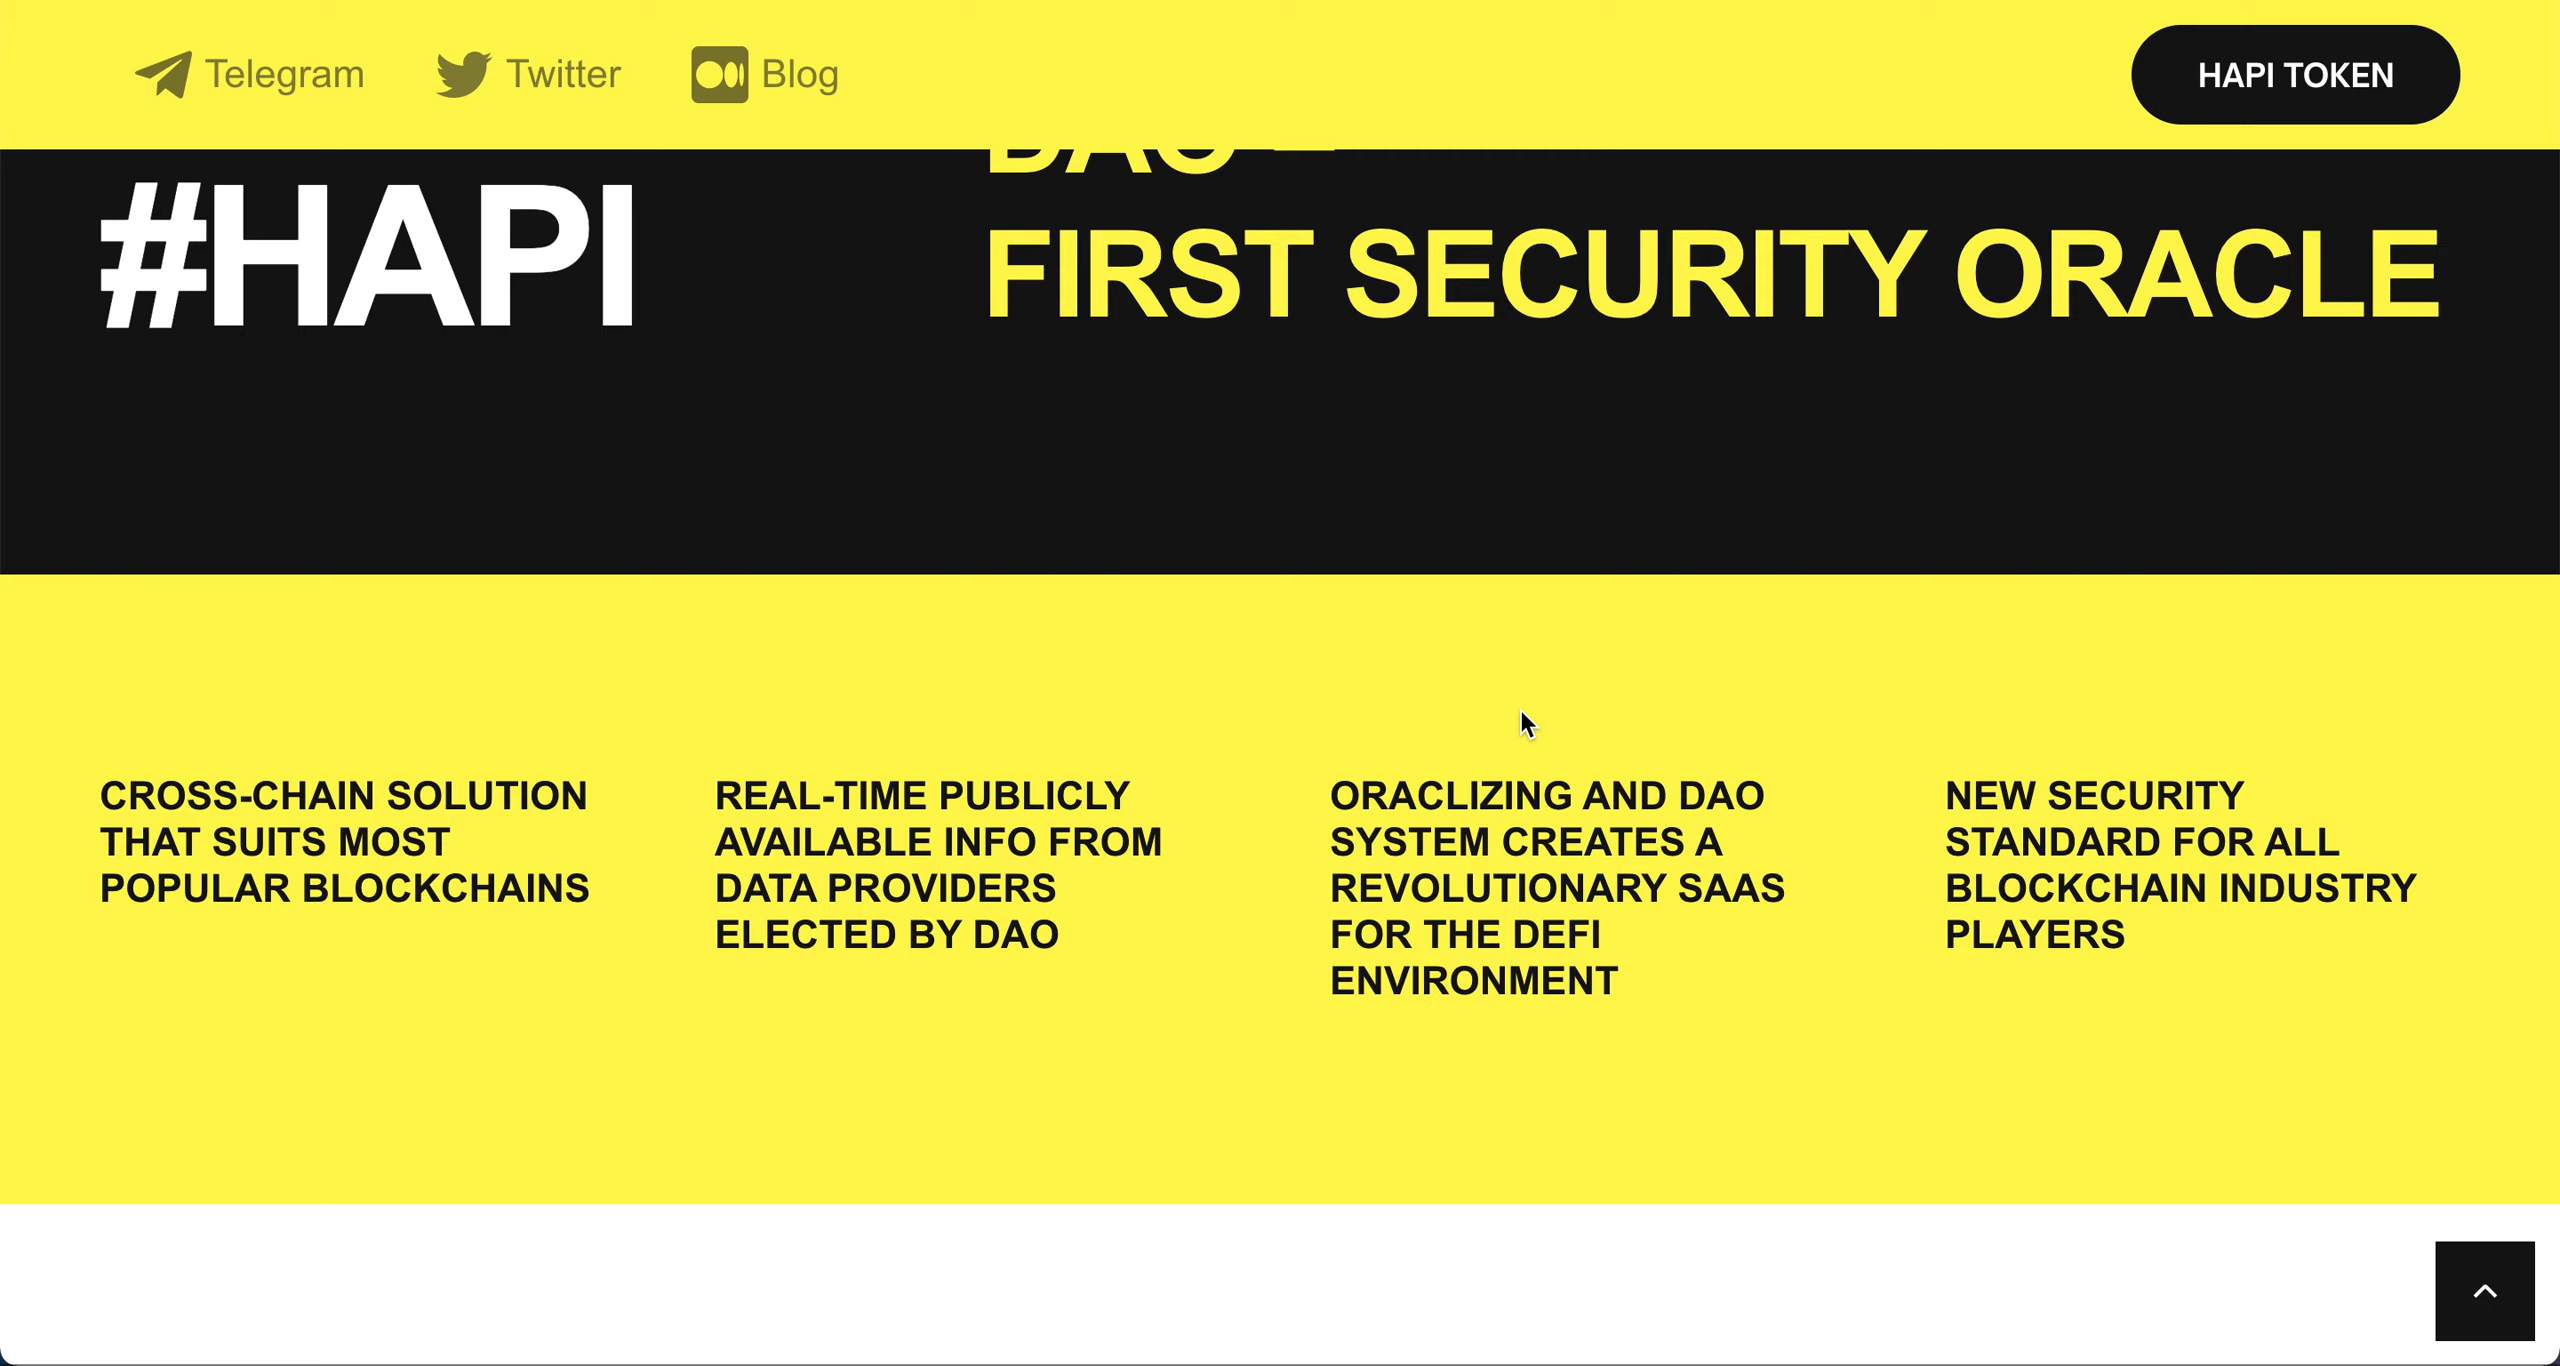 Telegram
Twitter
Blog
HAPI TOKEN
#HAPI
DAO –
FIRST SECURITY ORACLE
CROSS-CHAIN SOLUTION
THAT SUITS MOST
POPULAR BLOCKCHAINS
REAL-TIME PUBLICLY
AVAILABLE INFO FROM
DATA PROVIDERS
ELECTED BY DAO
ORACLIZING AND DAO
SYSTEM CREATES A
REVOLUTIONARY SAAS
FOR THE DEFI
ENVIRONMENT
NEW SECURITY
STANDARD FOR ALL
BLOCKCHAIN INDUSTRY
PLAYERS